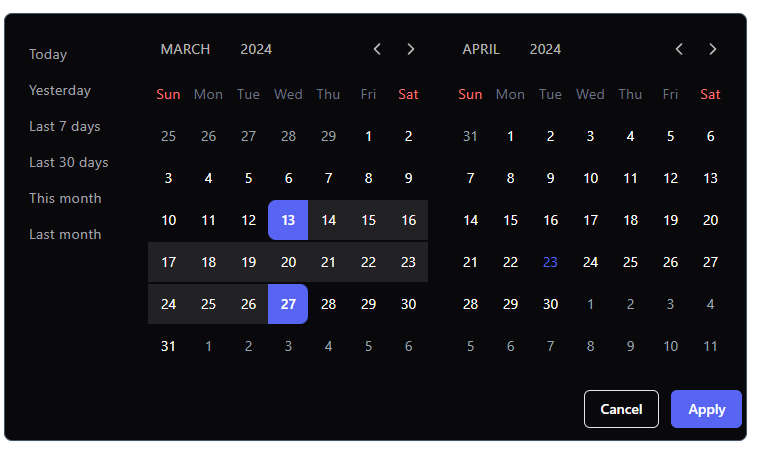 Today
Yesterday
Last 7 days
Last 30 days
This month
Last month
MARCH 2024
Sun Mon Tue Wed Thu Fri Sat
25 26 27 28 29 1 2
3 4 5 6 7 8 9
10 11 12 13 14 15 16
17 18 19 20 21 22 23
24 25 26 27 28 29 30
31 1 2 3 4 5 6
APRIL 2024
Sun Mon Tue Wed Thu Fri Sat
31 1 2 3 4 5 6
7 8 9 10 11 12 13
14 15 16 17 18 19 20
21 22 23 24 25 26 27
28 29 30 1 2 3 4
5 6 7 8 9 10 11
Cancel Apply